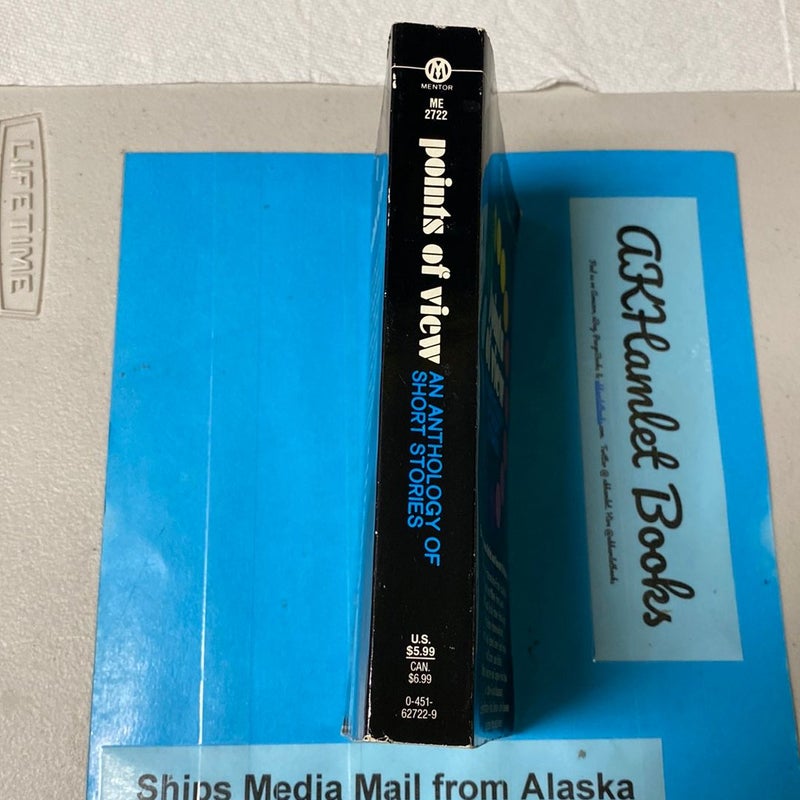 MENTOR
ME
2722
points of view
AN ANTHOLOGY OF
SHORT STORIES
U.S.
$5.99
CAN.
$6.99
0-451-
62722-9
LIFETIME
AKHamlet Books
Ships Media Mail from Alaska